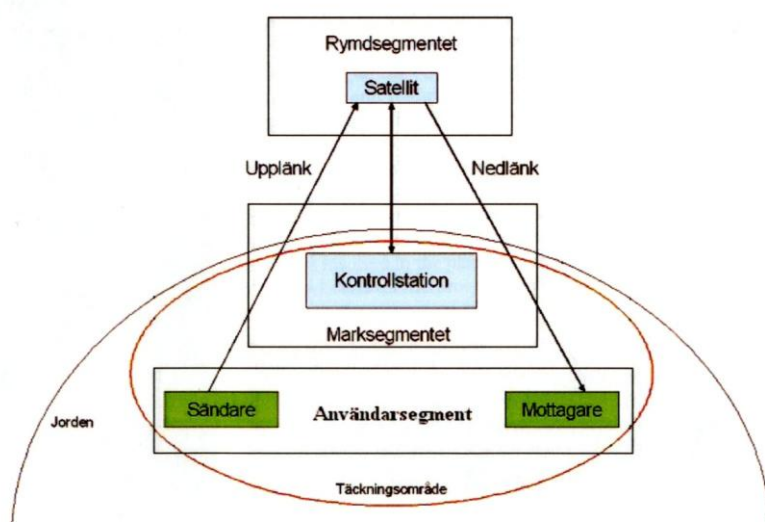 Rymdsegmentet
Satellit
Upplänk
Nedlänk
Kontrollstation
Marksegmentet
Sändare
Användarsegment
Mottagare
Jorden
Täckningsområde